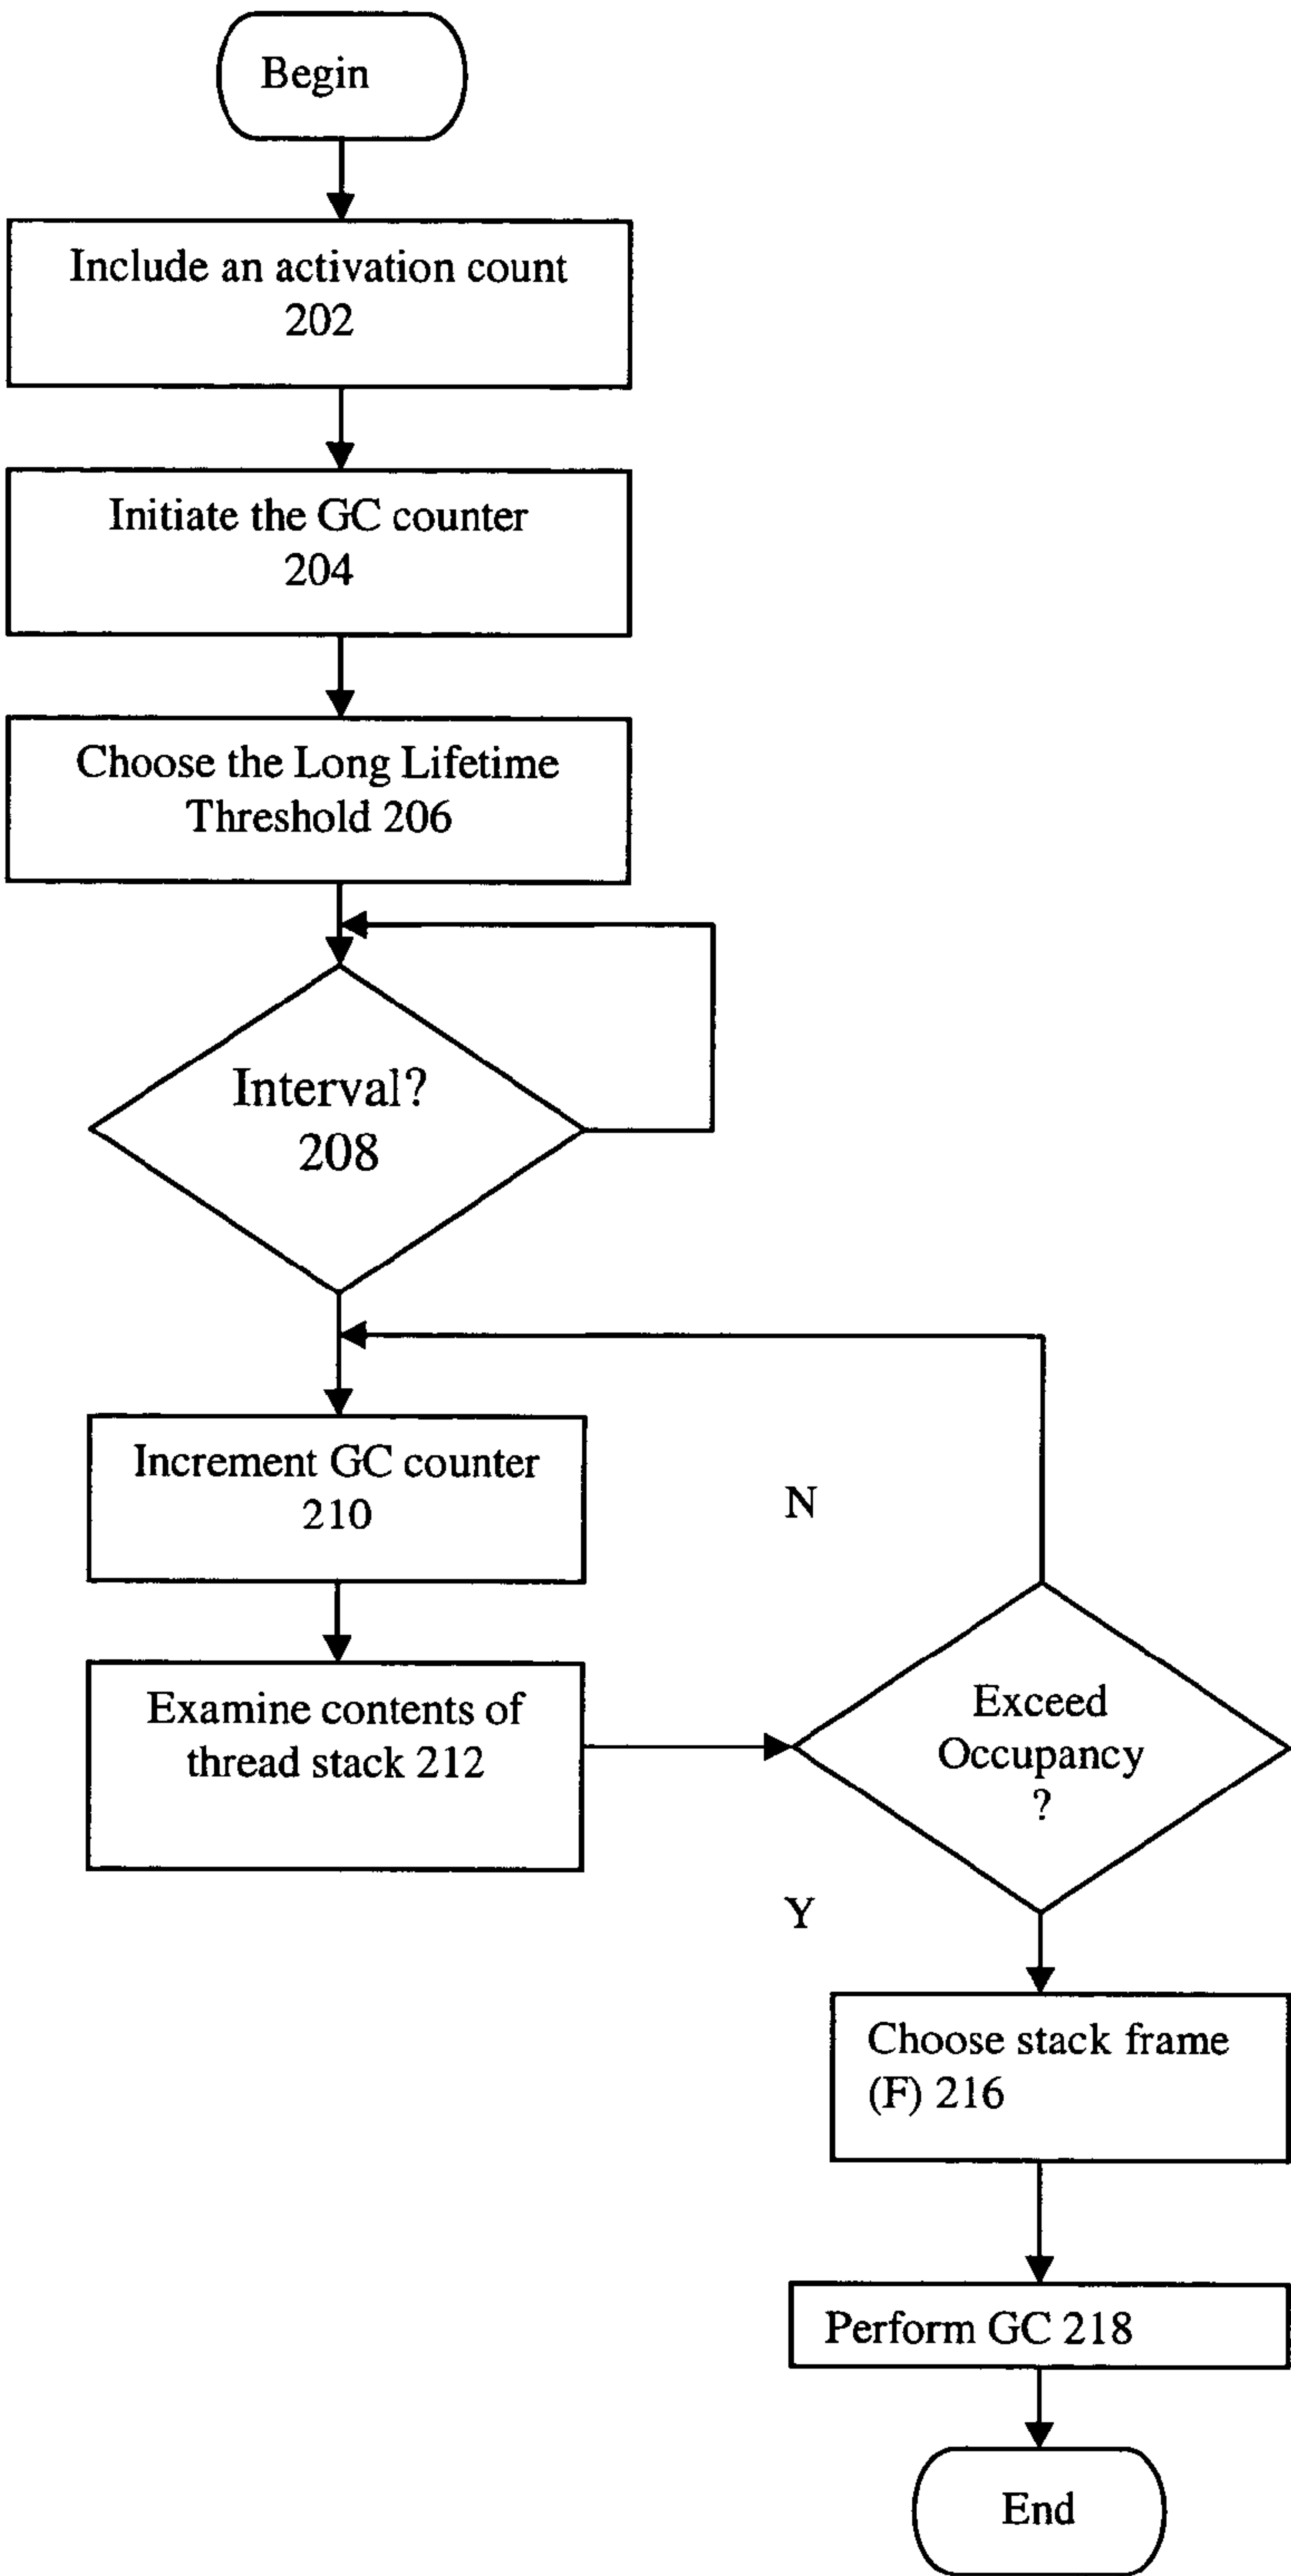 Begin
Include an activation count
202
Initiate the GC counter
204
Choose the Long Lifetime
Threshold 206
Interval?
208
Increment GC counter
210
N
Examine contents of
thread stack 212
Exceed
Occupancy
?
Y
Choose stack frame
(F) 216
Perform GC 218
End